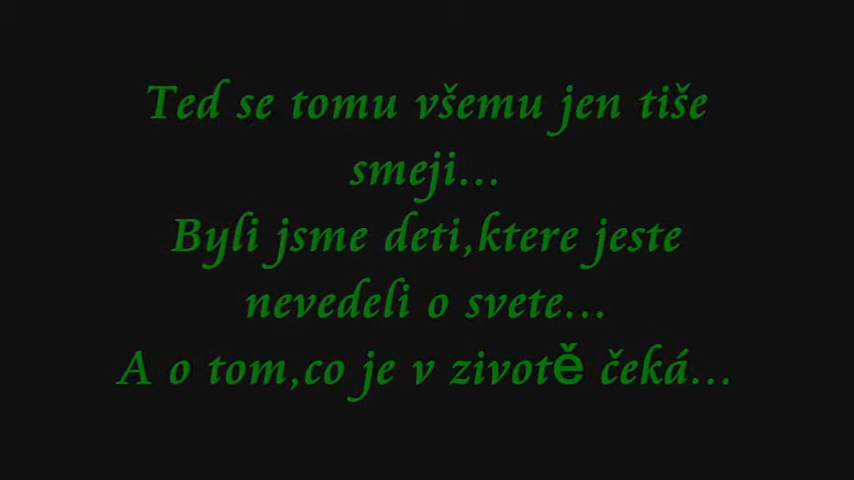 Ted se tomu všemu jen tiše
smeji...
Byli jsme deti,ktere jeste
nevedeli o svete...
A o tom,co je v zivotě čeká...